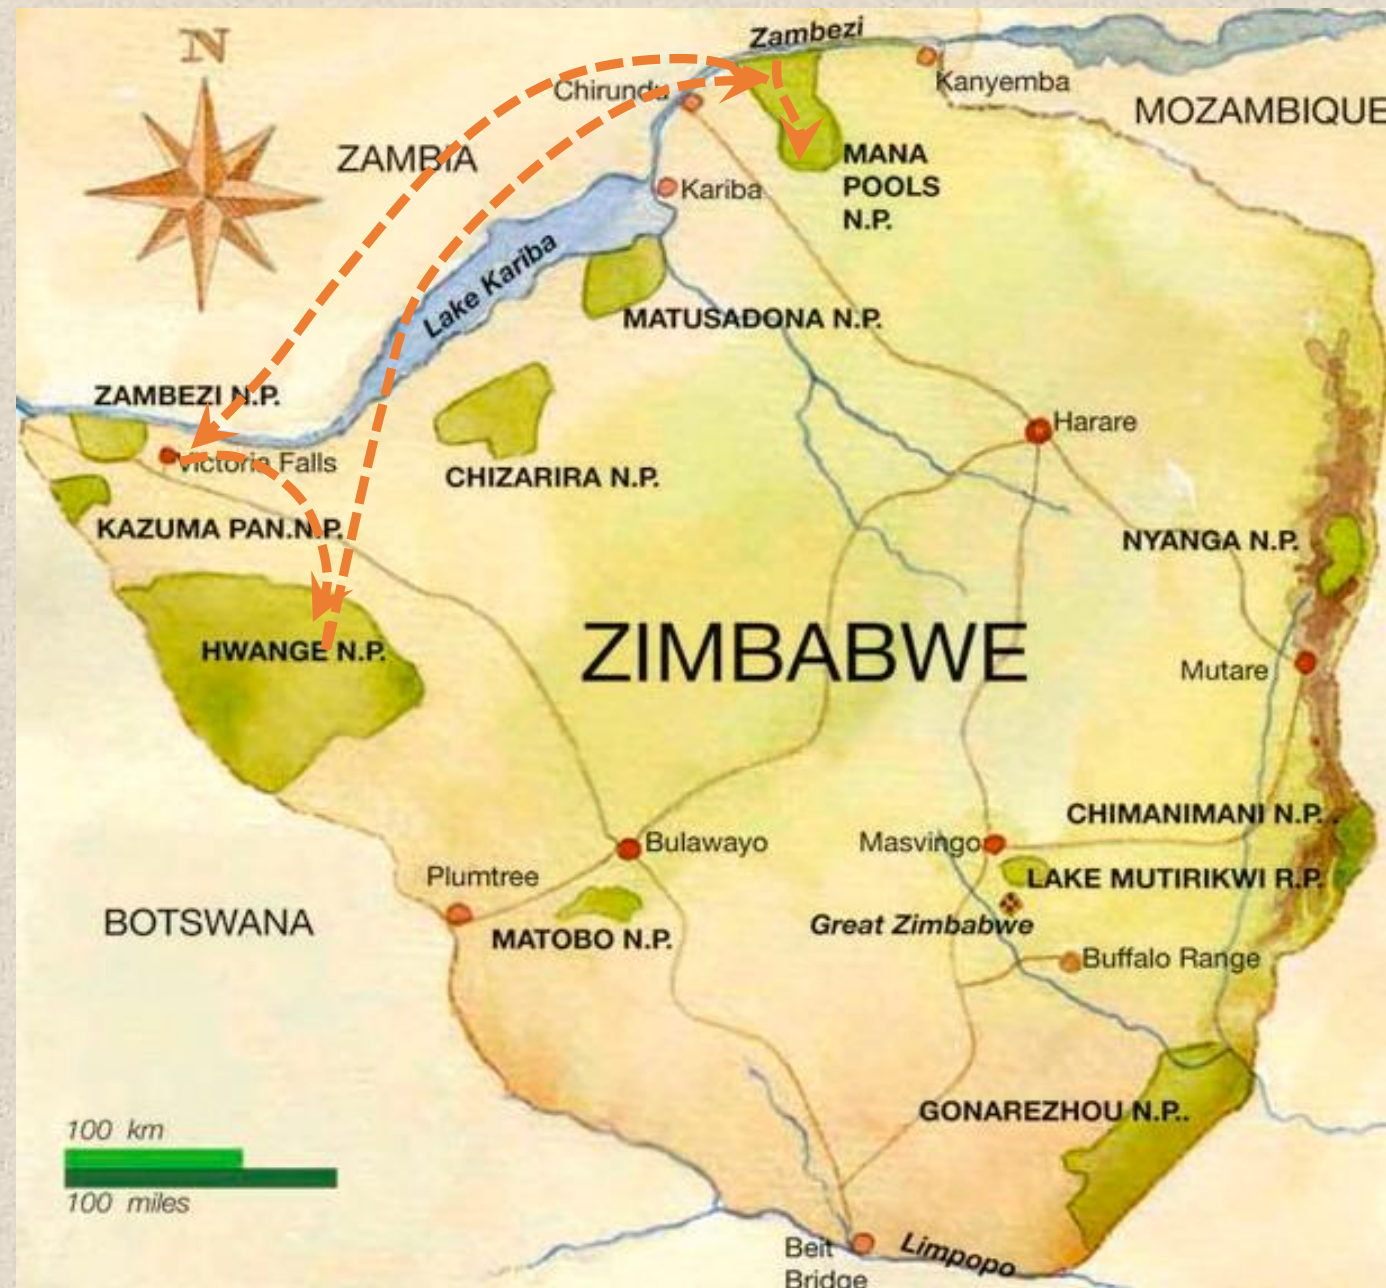 N
Zambezi
Kanyemba
Chirundu
MOZAMBIQUE
ZAMBIA
MANA
POOLS
N.P.
Kariba
Lake Kariba
MATUSADONA N.P.
ZAMBEZI N.P.
Harare
Victoria Falls
CHIZARIRA N.P.
KAZUMA PAN.N.P.
NYANGA N.P.
ZIMBABWE
HWANGE N.P.
Mutare
CHIMANIMANI N.P.
Bulawayo
Masvingo
Plumtree
LAKE MUTIRIKWI R.P.
BOTSWANA
Great Zimbabwe
MATOBO N.P.
Buffalo Range
GONAREZHOU N.P..
100 km
100 miles
Beit
Bridge
Limpopo